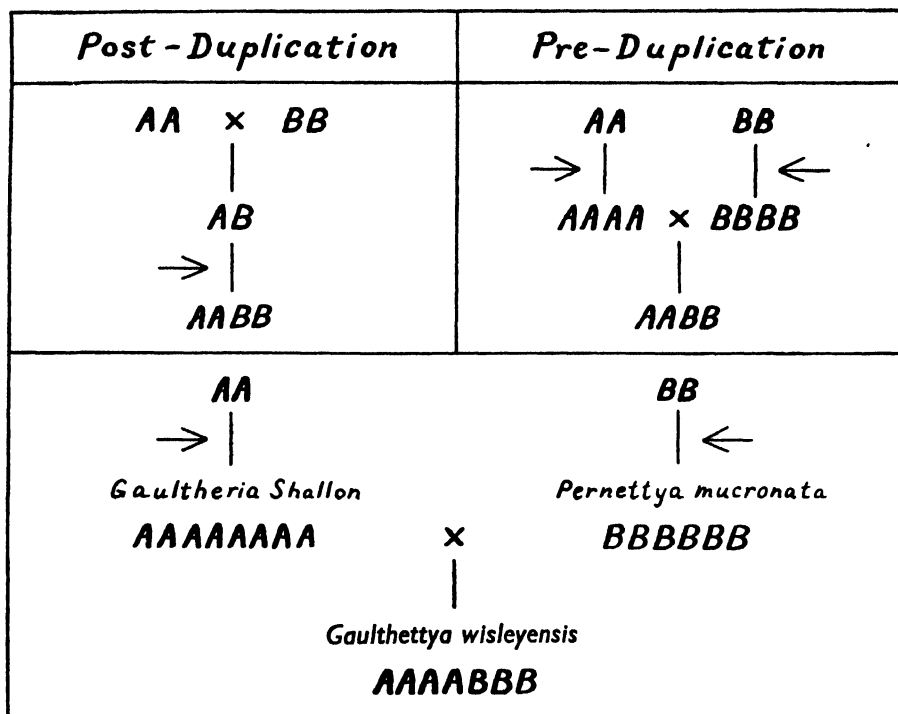 Post-Duplication
Pre-Duplication
AA × BB
AB
AABB
AA BB
AAAA × BBBB
AABB
AA BB
Gaultheria Shallon Pernettya mucronata
AAAAAAAA × BBBBBB
Gaulthettya wisleyensis
AAAABBB